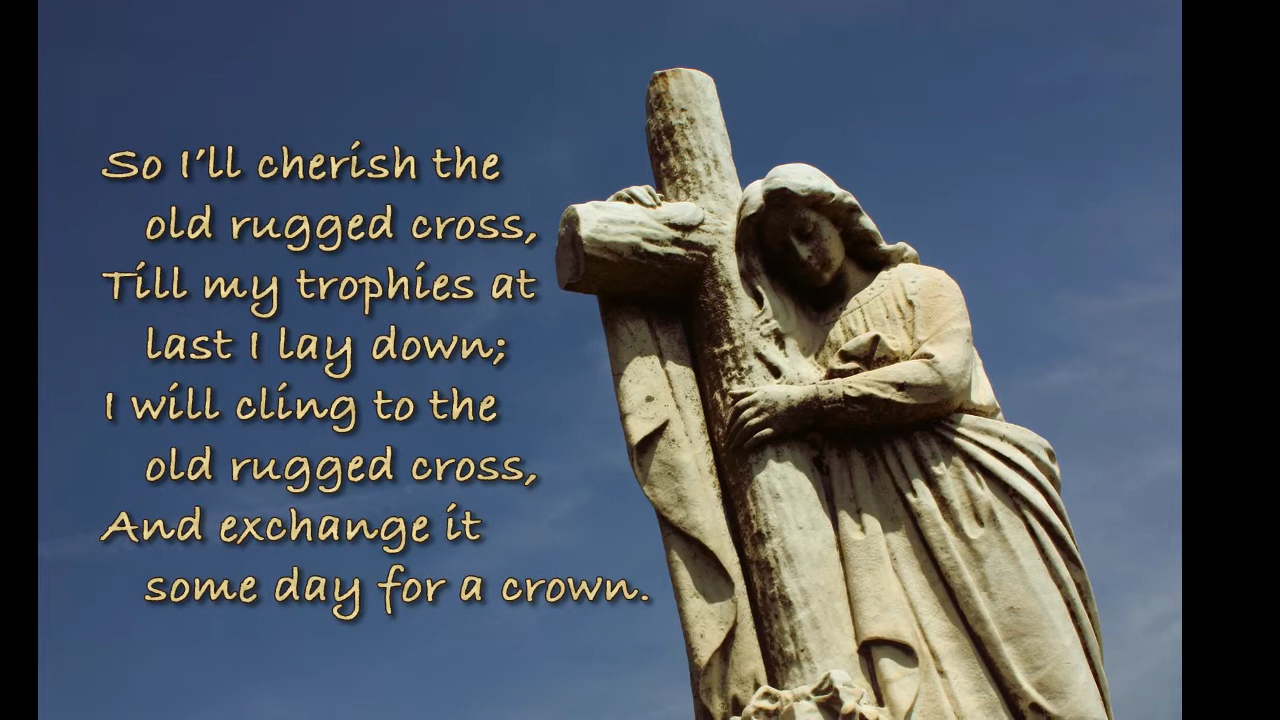 So I’ll cherish the
old rugged cross,
Till my trophies at
last I lay down;
I will cling to the
old rugged cross,
And exchange it
some day for a crown.